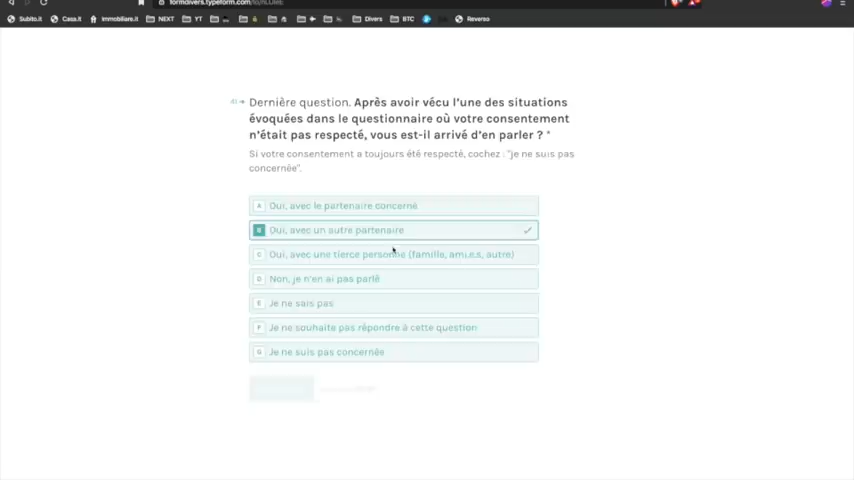 formdivers.typeform.com/to/
Subito.it Casa.it Immobiliare.it NEXT YT Divers BTC Reverso
41 → Dernière question. Après avoir vécu l'une des situations
évoquées dans le questionnaire où votre consentement
n'était pas respecté, vous est-il arrivé d'en parler ? *
Si votre consentement a toujours été respecté, cochez : "je ne suis pas
concernée".
A Oui, avec le partenaire concerné
B Oui, avec un autre partenaire
C Oui, avec une tierce personne (famille, ami.e.s, autre)
D Non, je n'en ai pas parlé
E Je ne sais pas
F Je ne souhaite pas répondre à cette question
G Je ne suis pas concernée